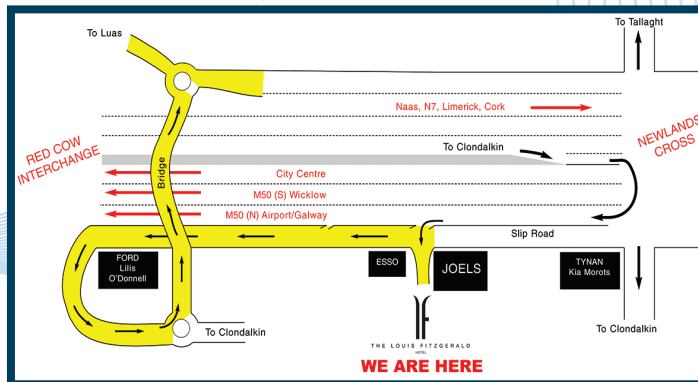 To Tallaght
To Luas
Naas, N7, Limerick, Cork
RED COW
INTERCHANGE
NEWLANDS
CROSS
To Clondalkin
City Centre
Bridge
M50 (S) Wicklow
M50 (N) Airport/Galway
Slip Road
FORD
Lilis
O'Donnell
ESSO
JOELS
TYNAN
Kia Morots
To Clondalkin
To Clondalkin
THE LOUIS FITZGERALD
HOTEL
WE ARE HERE